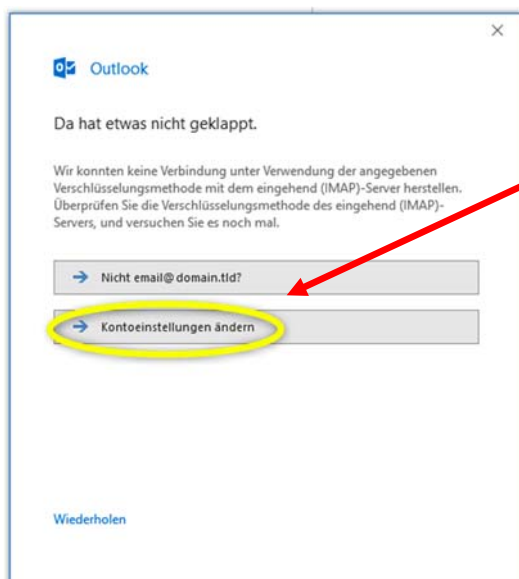 Outlook
Da hat etwas nicht geklappt.
Wir konnten keine Verbindung unter Verwendung der angegebenen
Verschlüsselungsmethode mit dem eingehend (IMAP)-Server herstellen.
Überprüfen Sie die Verschlüsselungsmethode des eingehend (IMAP)-
Servers, und versuchen Sie es noch mal.
Nicht email@domain.tld?
Kontoeinstellungen ändern
Wiederholen